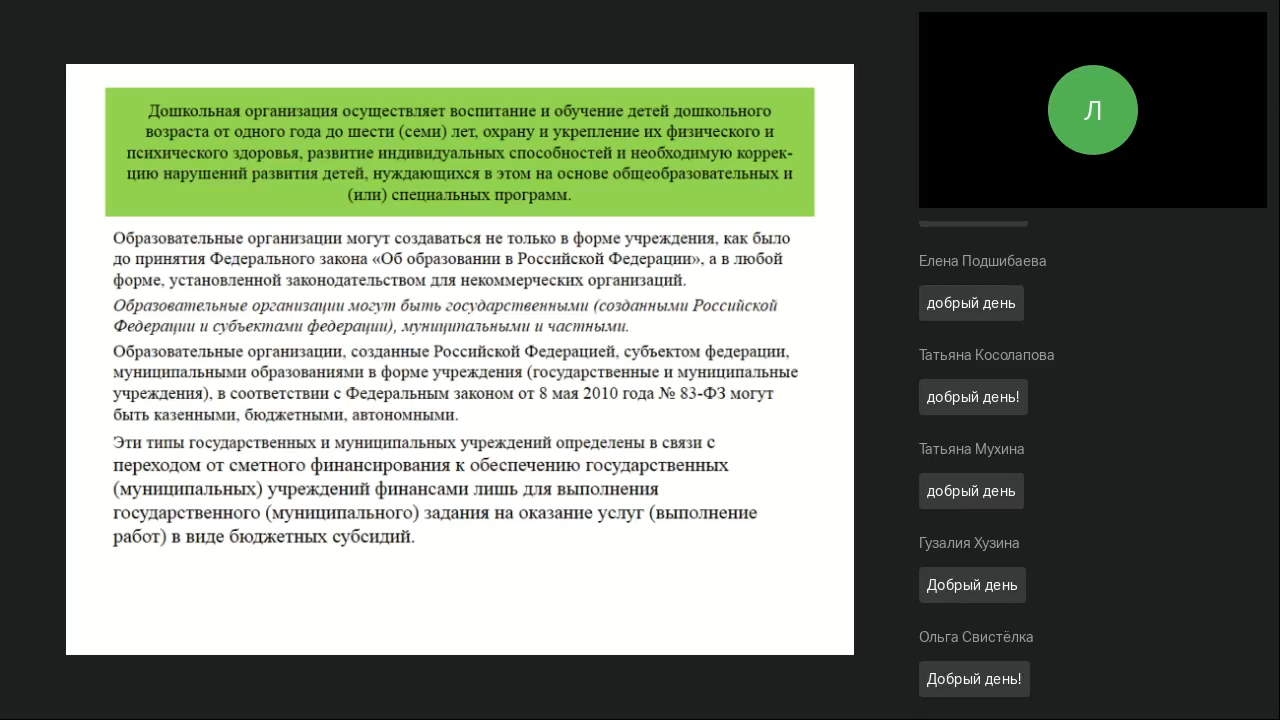 Дошкольная организация осуществляет воспитание и обучение детей дошкольного
возраста от одного года до шести (семи) лет, охрану и укрепление их физического и
психического здоровья, развитие индивидуальных способностей и необходимую коррек-
цию нарушений развития детей, нуждающихся в этом на основе общеобразовательных и
(или) специальных программ.
Образовательные организации могут создаваться не только в форме учреждения, как было
до принятия Федерального закона «Об образовании в Российской Федерации», а в любой
форме, установленной законодательством для некоммерческих организаций.
Образовательные организации могут быть государственными (созданными Российской
Федерации и субъектами федерации), муниципальными и частными.
Образовательные организации, созданные Российской Федерацией, субъектом федерации,
муниципальными образованиями в форме учреждения (государственные и муниципальные
учреждения), в соответствии с Федеральным законом от 8 мая 2010 года № 83-ФЗ могут
быть казенными, бюджетными, автономными.
Эти типы государственных и муниципальных учреждений определены в связи с
переходом от сметного финансирования к обеспечению государственных
(муниципальных) учреждений финансами лишь для выполнения
государственного (муниципального) задания на оказание услуг (выполнение
работ) в виде бюджетных субсидий.
Л
Елена Подшибаева
добрый день
Татьяна Косолапова
добрый день!
Татьяна Мухина
добрый день
Гузалия Хузина
Добрый день
Ольга Свистёлка
Добрый день!